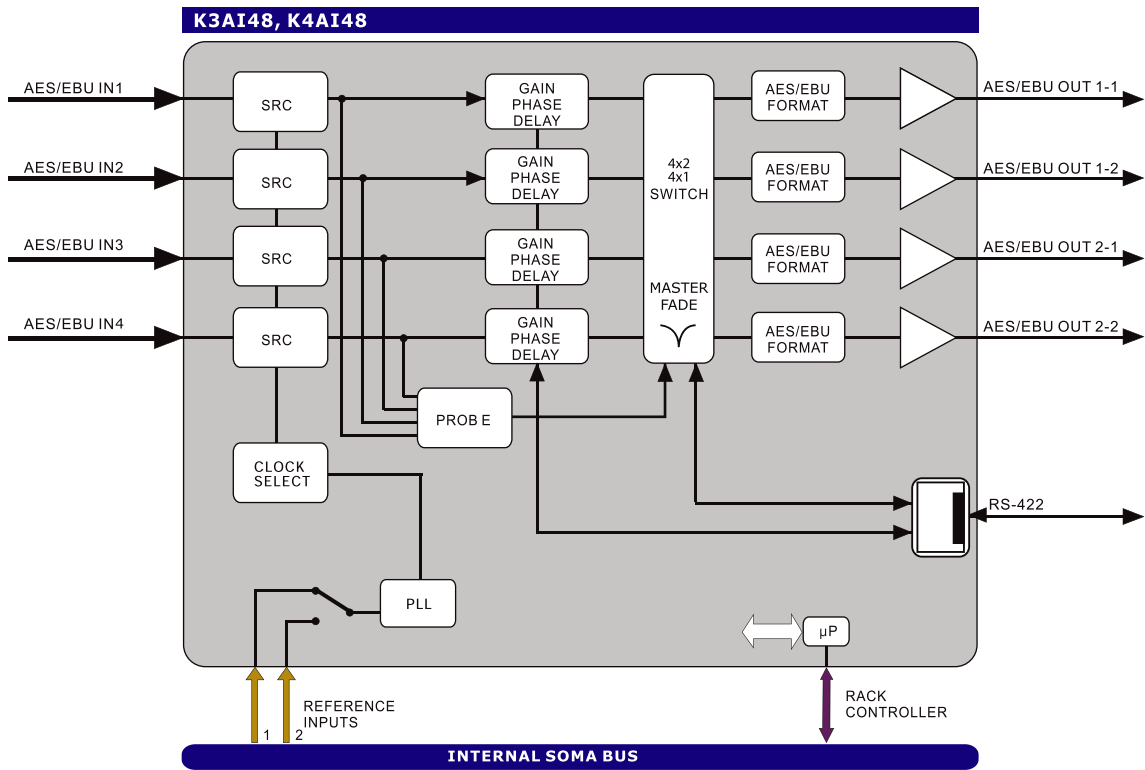 K3AI48, K4AI48
AES/EBU IN1
SRC
GAIN
PHASE
DELAY
AES/EBU
FORMAT
AES/EBU OUT 1-1
AES/EBU IN2
SRC
GAIN
PHASE
DELAY
4x2
4x1
SWITCH
AES/EBU
FORMAT
AES/EBU OUT 1-2
AES/EBU IN3
SRC
GAIN
PHASE
DELAY
AES/EBU
FORMAT
AES/EBU OUT 2-1
MASTER
FADE
AES/EBU IN4
SRC
GAIN
PHASE
DELAY
AES/EBU
FORMAT
AES/EBU OUT 2-2
PROB E
CLOCK
SELECT
RS-422
PLL
µP
REFERENCE
INPUTS
1
2
RACK
CONTROLLER
INTERNAL SOMA BUS